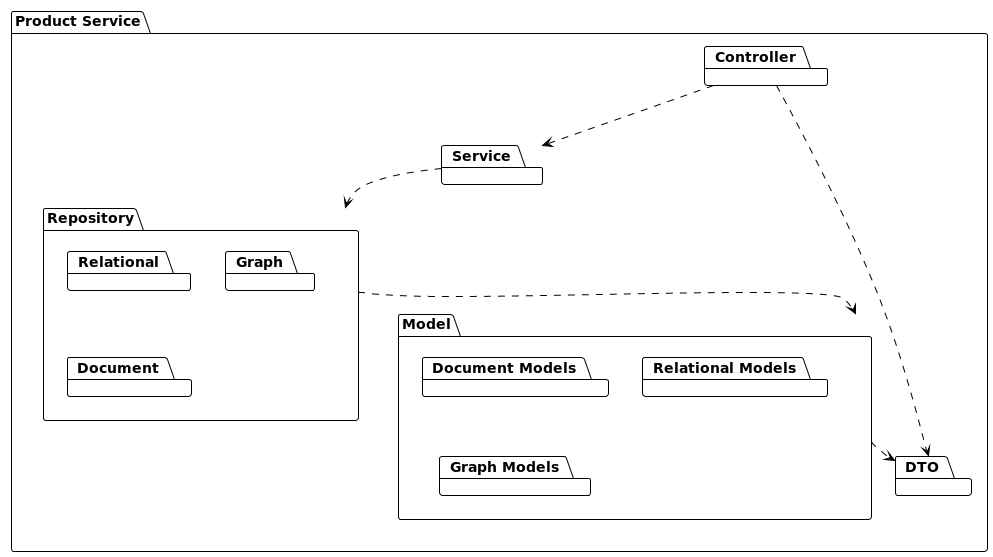 Product Service
Controller
Service
Repository
Relational
Graph
Document
Model
Document Models
Relational Models
Graph Models
DTO